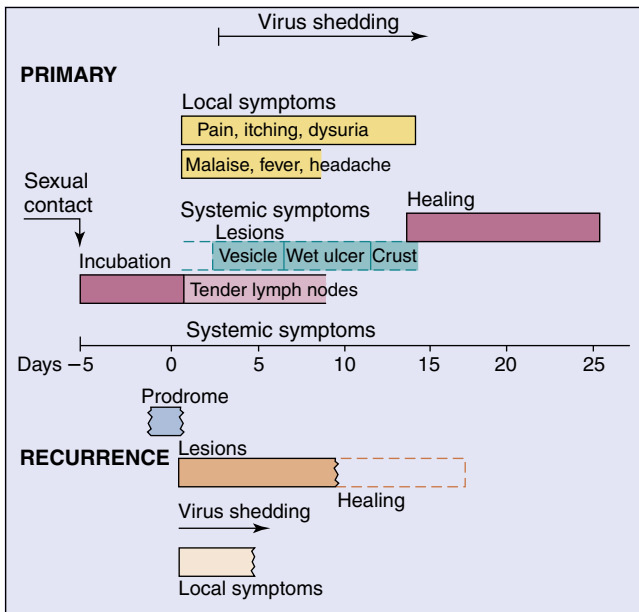 Virus shedding
PRIMARY
Local symptoms
Pain, itching, dysuria
Malaise, fever, headache
Sexual
contact
Healing
Systemic symptoms
Lesions
Vesicle Wet ulcer Crust
Incubation
Tender lymph nodes
Systemic symptoms
Days –5 0 5 10 15 20 25
Prodrome
RECURRENCE
Lesions
Healing
Virus shedding
Local symptoms